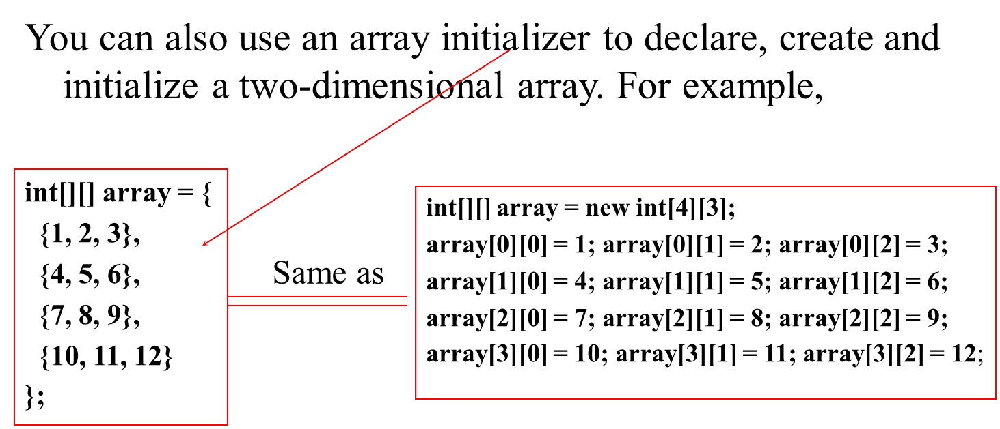 You can also use an array initializer to declare, create and
initialize a two-dimensional array. For example,
int[][] array = {
{1, 2, 3},
{4, 5, 6},
{7, 8, 9},
{10, 11, 12}
};
Same as
int[][] array = new int[4][3];
array[0][0] = 1; array[0][1] = 2; array[0][2] = 3;
array[1][0] = 4; array[1][1] = 5; array[1][2] = 6;
array[2][0] = 7; array[2][1] = 8; array[2][2] = 9;
array[3][0] = 10; array[3][1] = 11; array[3][2] = 12;